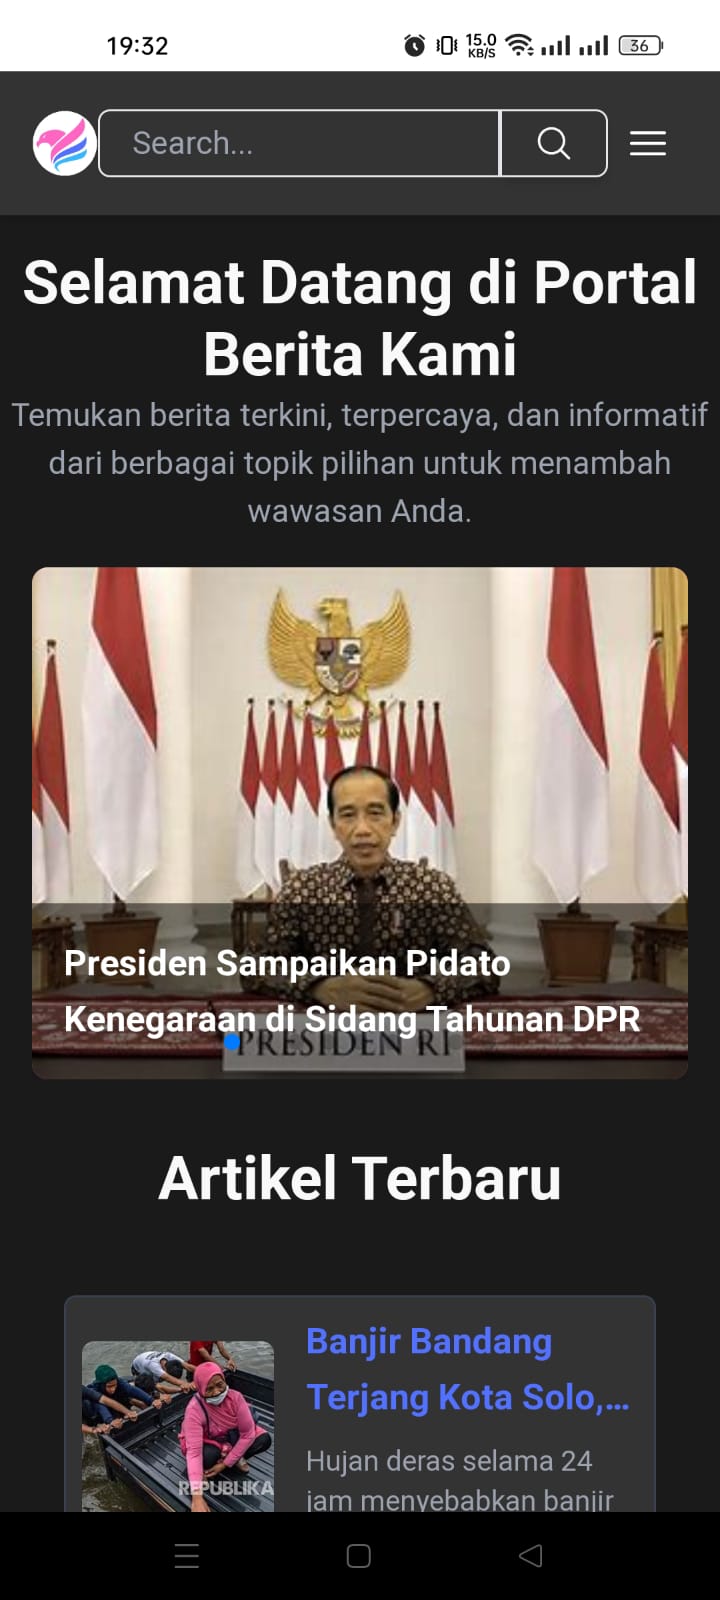 19:32
15.0
KB/S
36
Search...
Selamat Datang di Portal
Berita Kami
Temukan berita terkini, terpercaya, dan informatif
dari berbagai topik pilihan untuk menambah
wawasan Anda.
Presiden Sampaikan Pidato
Kenegaraan di Sidang Tahunan DPR
PRESIDEN RI
Artikel Terbaru
Banjir Bandang
Terjang Kota Solo,...
REPUBLIKA
Hujan deras selama 24
jam menyebabkan banjir